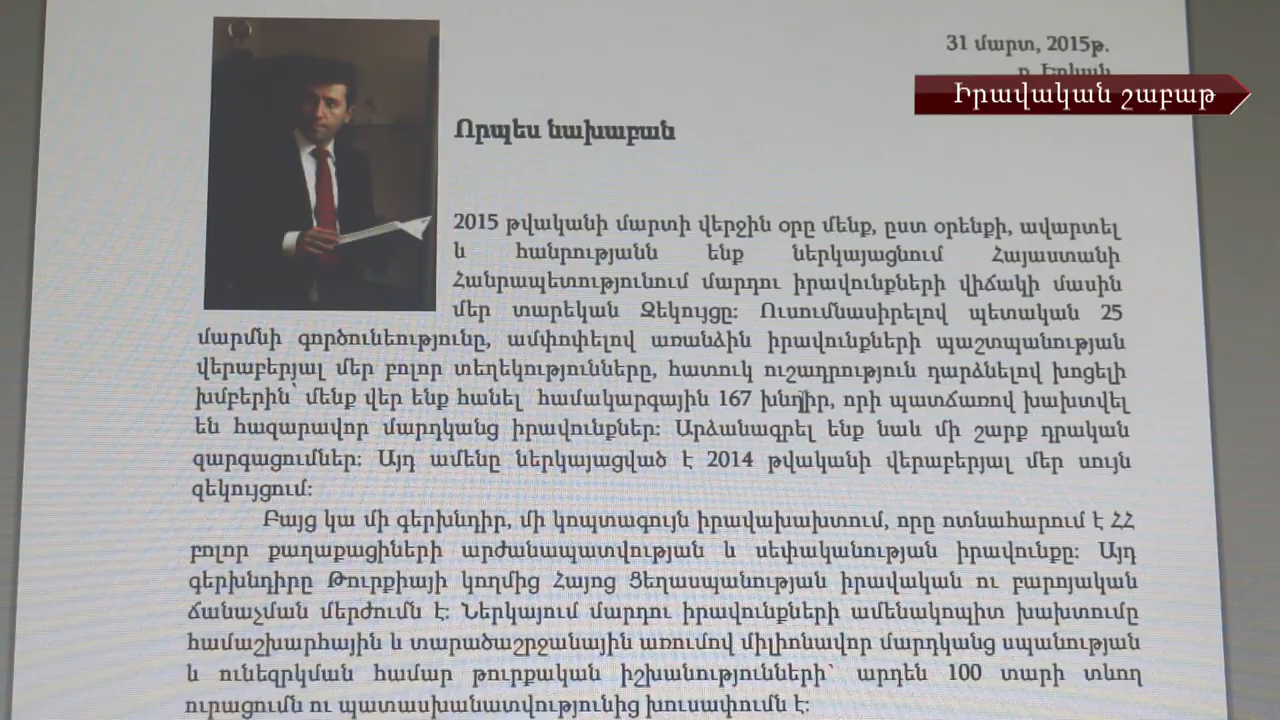 31 մարտ, 2015թ.
ք. Երևան
Իրավական շաբաթ
Որպես նախաբան
2015 թվականի մարտի վերջին օրը մենք, ըստ օրենքի, ավարտել
և հանրությանն ենք ներկայացնում Հայաստանի
Հանրապետությունում մարդու իրավունքների վիճակի մասին
մեր տարեկան Զեկույցը: Ուսումնասիրելով պետական 25
մարմնի գործունեությունը, ամփոփելով առանձին իրավունքների պաշտպանության
վերաբերյալ մեր բոլոր տեղեկությունները, հատուկ ուշադրություն դարձնելով խոցելի
խմբերին՝ մենք վեր ենք հանել համակարգային 167 խնդիր, որի պատճառով խախտվել
են հազարավոր մարդկանց իրավունքներ: Արձանագրել ենք նաև մի շարք դրական
զարգացումներ: Այդ ամենը ներկայացված է 2014 թվականի վերաբերյալ մեր սույն
զեկույցում:
Բայց կա մի գերխնդիր, մի կոպտագույն իրավախախտում, որը ոտնահարում է ՀՀ
բոլոր քաղաքացիների արժանապատվության և սեփականության իրավունքը: Այդ
գերխնդիրը Թուրքիայի կողմից Հայոց Ցեղասպանության իրավական ու բարոյական
ճանաչման մերժումն է: Ներկայում մարդու իրավունքների ամենակոպիտ խախտումը
համաշխարհային և տարածաշրջանային առումով միլիոնավոր մարդկանց սպանության
և ունեզրկման համար թուրքական իշխանությունների՝ արդեն 100 տարի տևող
ուրացումն ու պատասխանատվությունից խուսափումն է: